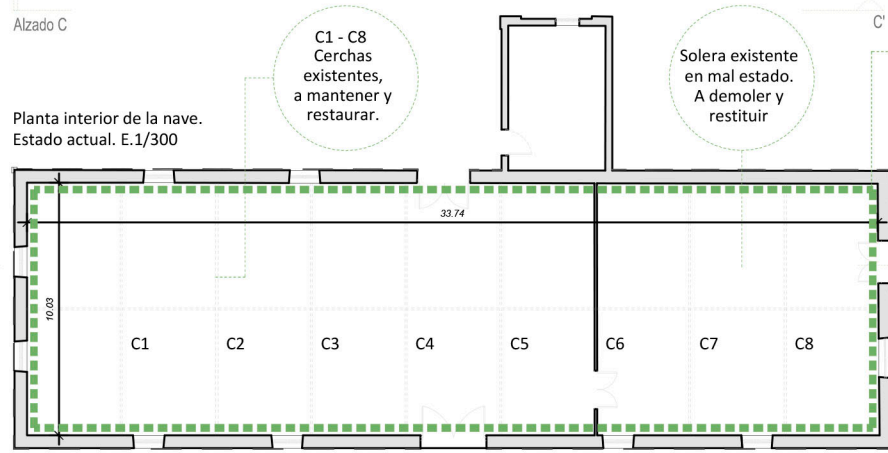 Alzado C
C'
C1 - C8
Cerchas
existentes,
a mantener y
restaurar.
Solera existente
en mal estado.
A demoler y
restituir
Planta interior de la nave.
Estado actual. E.1/300
33.74
10.03
C1
C2
C3
C4
C5
C6
C7
C8